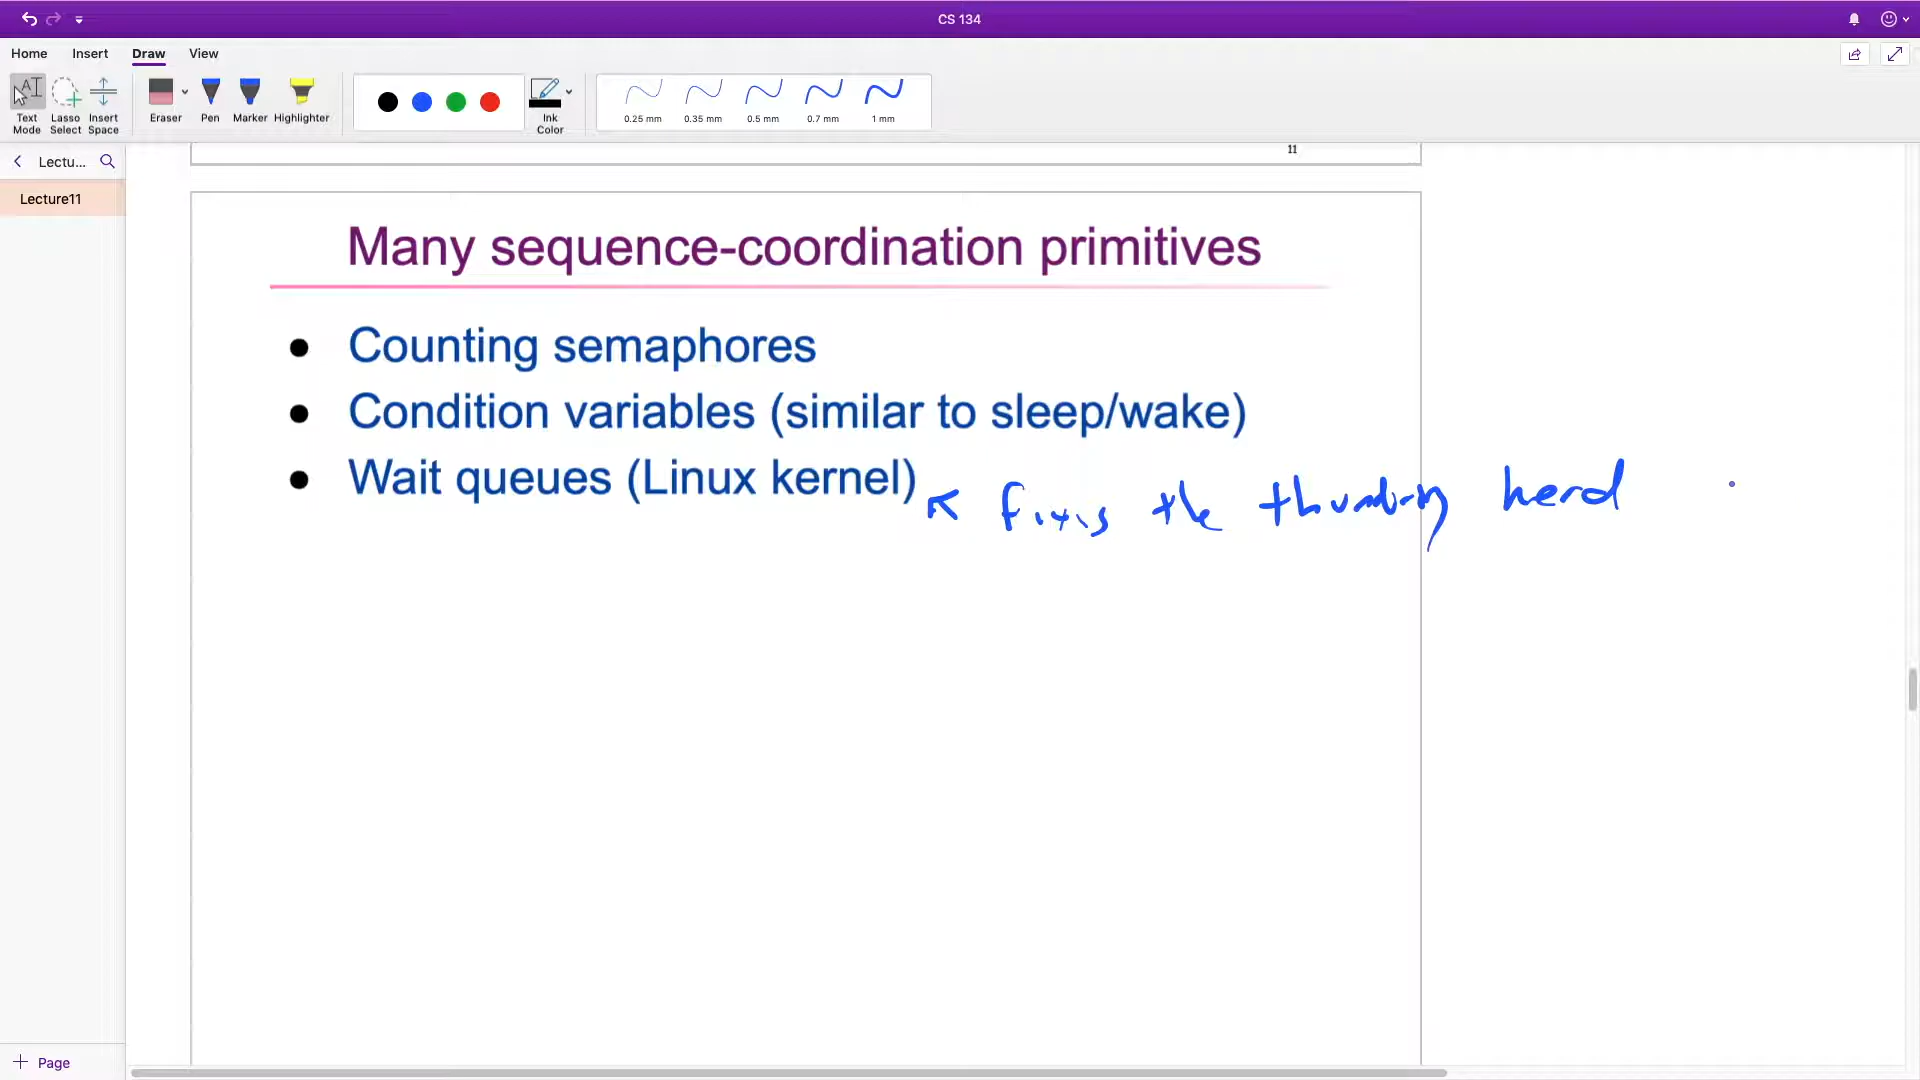 CS 134
Home Insert Draw View
Text Mode
Lasso Select
Insert Space
Eraser
Pen
Marker
Highlighter
Ink Color
0.25 mm
0.35 mm
0.5 mm
0.7 mm
1 mm
Lectu...
Lecture11
11
Many sequence-coordination primitives
Counting semaphores
Condition variables (similar to sleep/wake)
Wait queues (Linux kernel)
fixes the thundering herd
Page